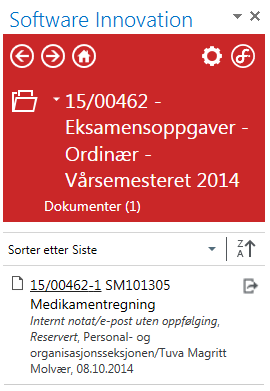 Software Innovation
15/00462 -
Eksamensoppgaver -
Ordinær -
Vårsemesteret 2014
Dokumenter (1)
Sorter etter Siste
Z
A
15/00462-1 SM101305
Medikamentregning
Internt notat/e-post uten oppfølging,
Reservert, Personal- og
organisasjonsseksjonen/Tuva Magritt
Molvær, 08.10.2014